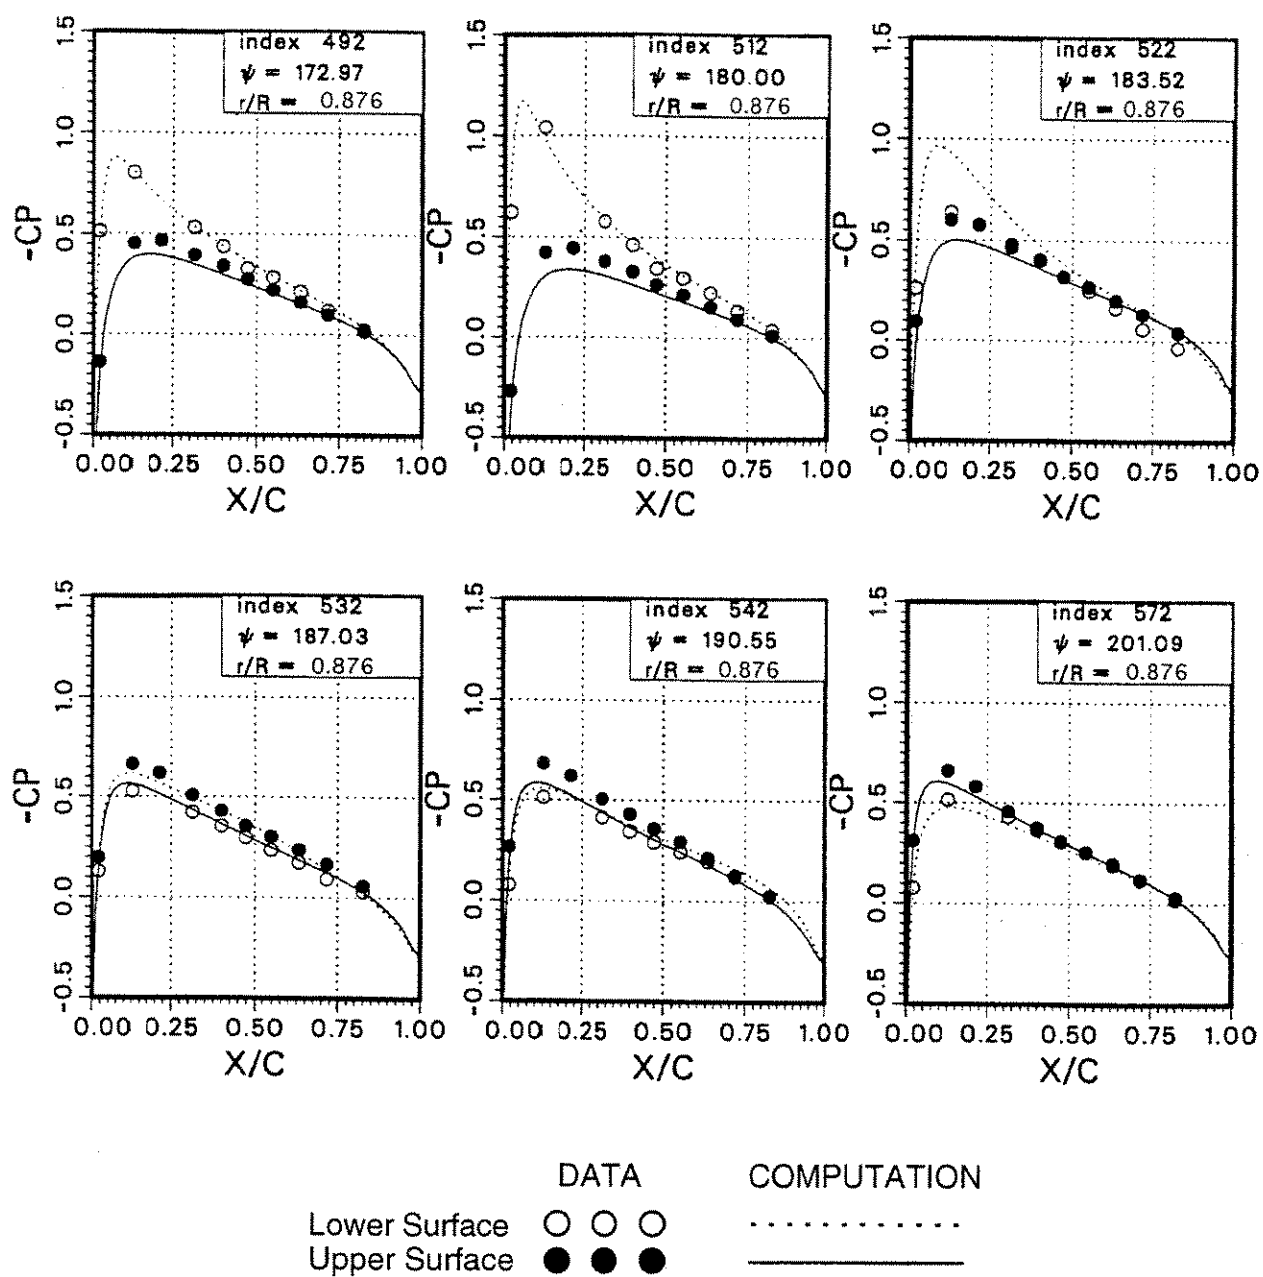 1.5
1.0
0.5
0.0
-0.5
-CP
index 492
ψ = 172.97
r/R = 0.876
0.00 0.25 0.50 0.75 1.00
X/C
1.5
1.0
0.5
0.0
-0.5
-CP
index 512
ψ = 180.00
r/R = 0.876
0.00 0.25 0.50 0.75 1.00
X/C
1.5
1.0
0.5
0.0
-0.5
-CP
index 522
ψ = 183.52
r/R = 0.876
0.00 0.25 0.50 0.75 1.00
X/C
1.5
1.0
0.5
0.0
-0.5
-CP
index 532
ψ = 187.03
r/R = 0.876
0.00 0.25 0.50 0.75 1.00
X/C
1.5
1.0
0.5
0.0
-0.5
-CP
index 542
ψ = 190.55
r/R = 0.876
0.00 0.25 0.50 0.75 1.00
X/C
1.5
1.0
0.5
0.0
-0.5
-CP
index 572
ψ = 201.09
r/R = 0.876
0.00 0.25 0.50 0.75 1.00
X/C
DATA COMPUTATION
Lower Surface
Upper Surface